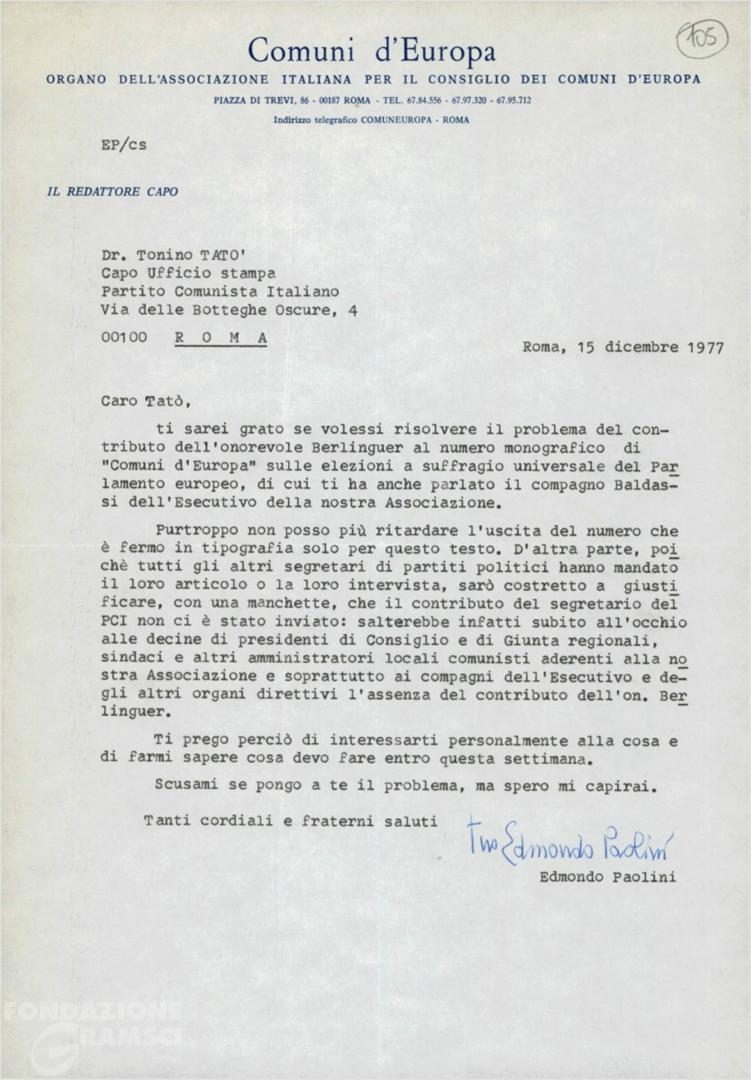 105
Comuni d'Europa
ORGANO DELL'ASSOCIAZIONE ITALIANA PER IL CONSIGLIO DEI COMUNI D'EUROPA
PIAZZA DI TREVI, 86 - 00187 ROMA - TEL. 67.84.556 - 67.97.320 - 67.95.712
Indirizzo telegrafico COMUNEUROPA - ROMA
EP/cs
IL REDATTORE CAPO
Dr. Tonino TATO'
Capo Ufficio stampa
Partito Comunista Italiano
Via delle Botteghe Oscure, 4
00100 R O M A
Roma, 15 dicembre 1977
Caro Tatò,
ti sarei grato se volessi risolvere il problema del con-
tributo dell'onorevole Berlinguer al numero monografico di
"Comuni d'Europa" sulle elezioni a suffragio universale del Par
lamento europeo, di cui ti ha anche parlato il compagno Baldas-
si dell'Esecutivo della nostra Associazione.
Purtroppo non posso più ritardare l'uscita del numero che
è fermo in tipografia solo per questo testo. D'altra parte, poi
chè tutti gli altri segretari di partiti politici hanno mandato
il loro articolo o la loro intervista, sarò costretto a giusti
ficare, con una manchette, che il contributo del segretario del
PCI non ci è stato inviato: salterebbe infatti subito all'occhio
alle decine di presidenti di Consiglio e di Giunta regionali,
sindaci e altri amministratori locali comunisti aderenti alla no
stra Associazione e soprattutto ai compagni dell'Esecutivo e de-
gli altri organi direttivi l'assenza del contributo dell'on. Ber
linguer.
Ti prego perciò di interessarti personalmente alla cosa e
di farmi sapere cosa devo fare entro questa settimana.
Scusami se pongo a te il problema, ma spero mi capirai.
Tanti cordiali e fraterni saluti
tuo Edmondo Paolini
Edmondo Paolini
FONDAZIONE
GRAMSCI